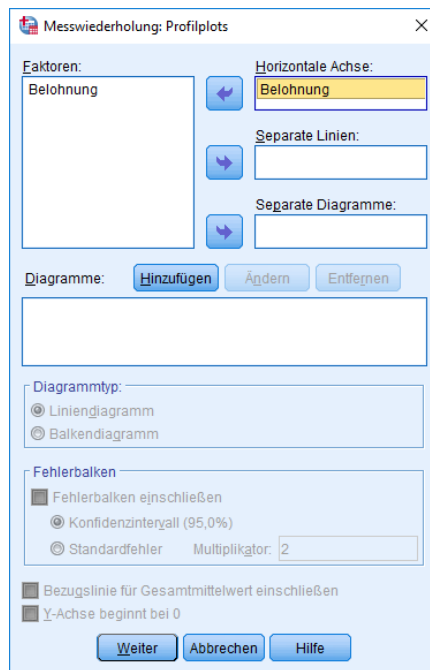 Messwiederholung: Profilplots
Faktoren:
Belohnung
Horizontale Achse:
Belohnung
Separate Linien:
Separate Diagramme:
Diagramme:
Hinzufügen
Ändern
Entfernen
Diagrammtyp:
Liniendiagramm
Balkendiagramm
Fehlerbalken
Fehlerbalken einschließen
Konfidenzintervall (95,0%)
Standardfehler Multiplikator: 2
Bezugslinie für Gesamtmittelwert einschließen
Y-Achse beginnt bei 0
Weiter
Abbrechen
Hilfe